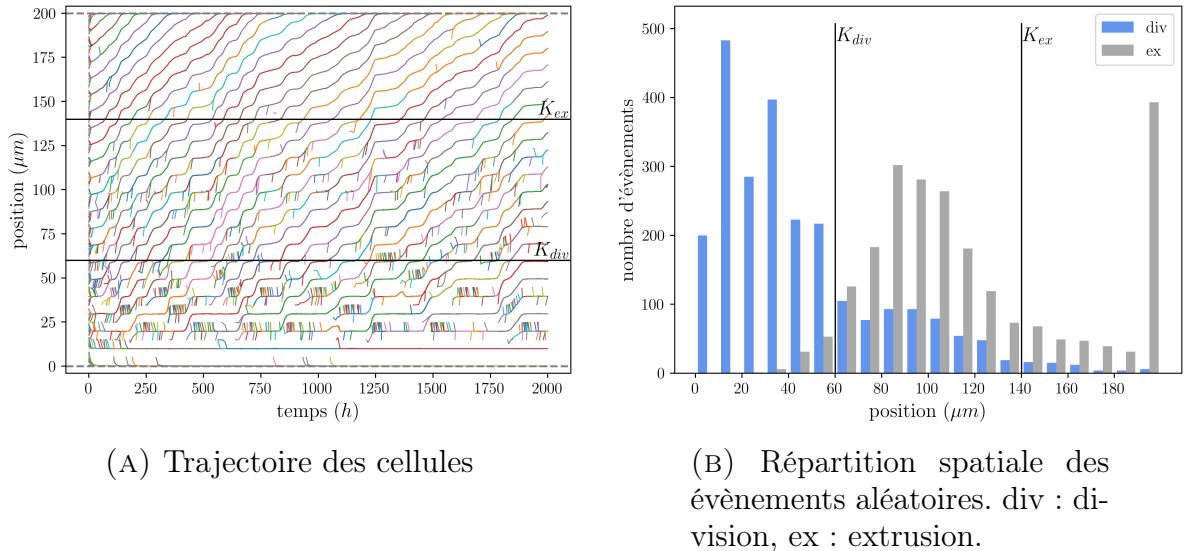 200
175
150
125
100
75
50
25
0
position (μm)
K_ex
K_div
0 250 500 750 1000 1250 1500 1750 2000
temps (h)
500
400
300
200
100
0
nombre d'évènements
K_div
K_ex
div
ex
0 20 40 60 80 100 120 140 160 180
position (μm)
(A) Trajectoire des cellules
(B) Répartition spatiale des
évènements aléatoires. div : di-
vision, ex : extrusion.